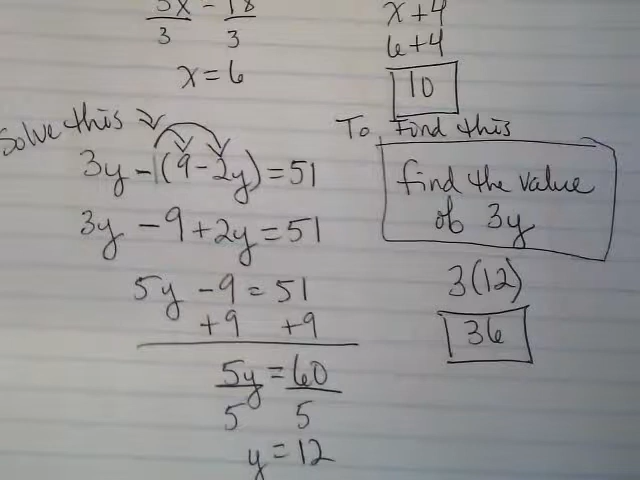 3x = 18
3 3
x = 6
x + 4
6 + 4
10
Solve this
3y - 1(9 - 2y) = 51
3y - 9 + 2y = 51
5y - 9 = 51
+9 +9
5y = 60
5 5
y = 12
To Find this
find the value
of 3y
3(12)
36